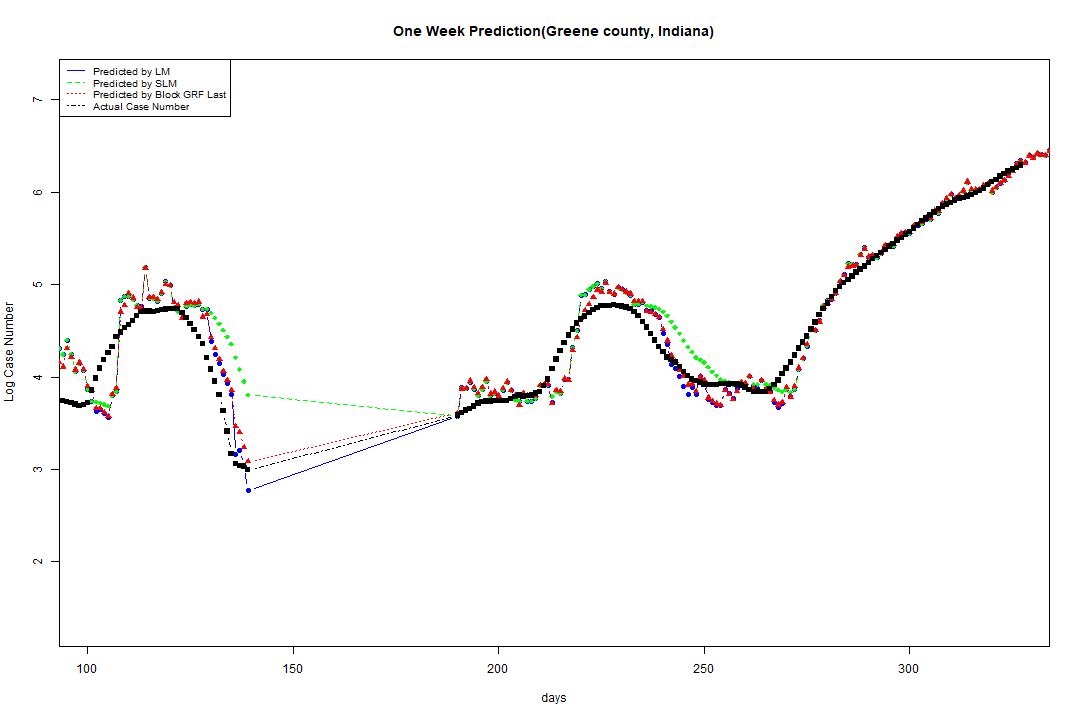 One Week Prediction(Greene county, Indiana)
Predicted by LM
Predicted by SLM
Predicted by Block GRF Last
Actual Case Number
Log Case Number
7
6
5
4
3
2
100 150 200 250 300
days